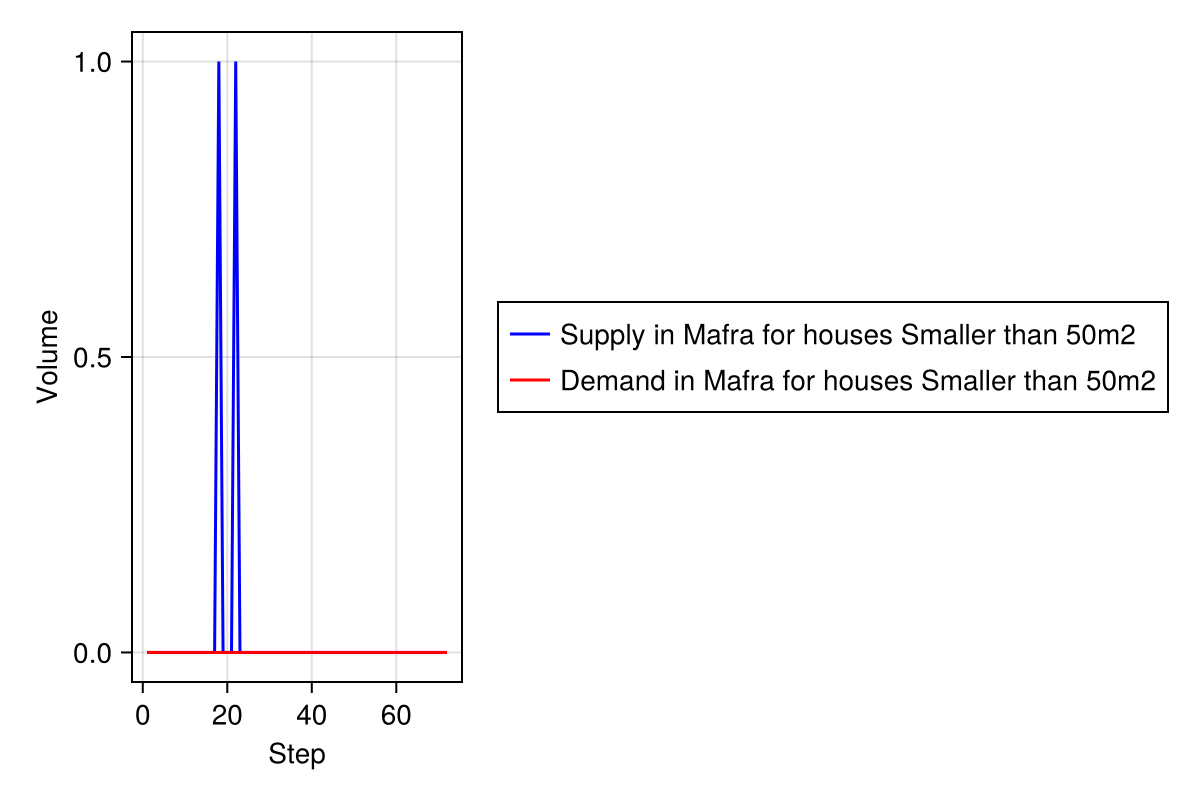 1.0
0.5
0.0
Volume
0 20 40 60
Step
Supply in Mafra for houses Smaller than 50m2
Demand in Mafra for houses Smaller than 50m2